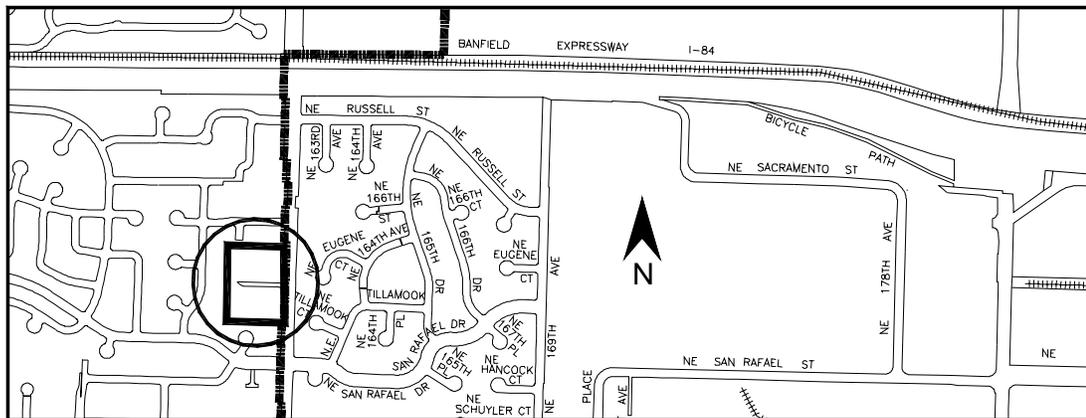 BANFIELD EXPRESSWAY I-84
NE RUSSELL ST
NE 163RD AVE
NE 164TH AVE
NE RUSSELL ST
BICYCLE PATH
NE SACRAMENTO ST
NE 166TH ST
NE 166TH CT
NE 165TH DR
NE 166TH DR
NE EUGENE CT
NE 164TH AVE
NE EUGENE CT
NE TILLAMOOK CT
TILLAMOOK
N
AVE
NE 169TH
NE 178TH AVE
N.E.
NE 164TH PL
SAN RAFAEL DR
NE 167TH PL
NE 165TH PL
NE HANCOCK CT
NE SAN RAFAEL DR
NE SCHUYLER CT
NE
PLACE
AVE
NE SAN RAFAEL ST
NE